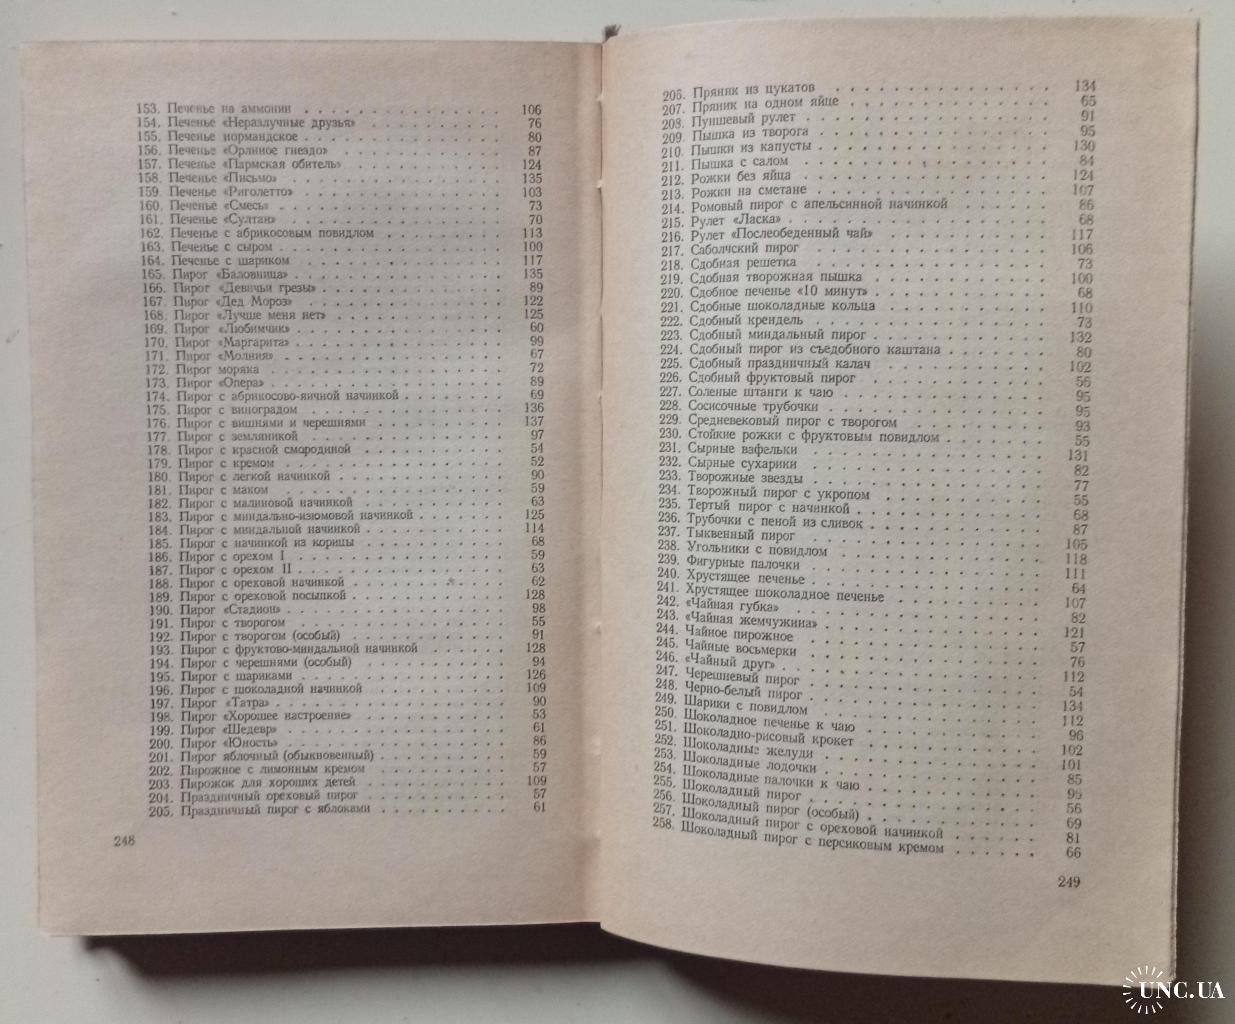 153. Печенье на аммонии . . . . . . . . . . . . . 106
154. Печенье «Неразлучные друзья» . . . . . . . . 76
155. Печенье нормандское . . . . . . . . . . . . . 80
156. Печенье «Орлиное гнездо» . . . . . . . . . . 87
157. Печенье «Пармская обитель» . . . . . . . . . 124
158. Печенье «Письмо» . . . . . . . . . . . . . . 135
159. Печенье «Риголетто» . . . . . . . . . . . . . 103
160. Печенье «Смесь» . . . . . . . . . . . . . . . 73
161. Печенье «Султан» . . . . . . . . . . . . . . 70
162. Печенье с абрикосовым повидлом . . . . . . . 113
163. Печенье с сыром . . . . . . . . . . . . . . . 100
164. Печенье с шариком . . . . . . . . . . . . . . 117
165. Пирог «Баловница» . . . . . . . . . . . . . . 135
166. Пирог «Девичьи грезы» . . . . . . . . . . . . 89
167. Пирог «Дед Мороз» . . . . . . . . . . . . . . 122
168. Пирог «Лучше меня нет» . . . . . . . . . . . 125
169. Пирог «Любимчик» . . . . . . . . . . . . . . 60
170. Пирог «Маргарита» . . . . . . . . . . . . . . 99
171. Пирог «Молния» . . . . . . . . . . . . . . . 67
172. Пирог моряка . . . . . . . . . . . . . . . . 72
173. Пирог «Опера» . . . . . . . . . . . . . . . . 89
174. Пирог с абрикосово-яичной начинкой . . . . . 69
175. Пирог с виноградом . . . . . . . . . . . . . 136
176. Пирог с вишнями и черешнями . . . . . . . . . 137
177. Пирог с земляникой . . . . . . . . . . . . . 97
178. Пирог с красной смородиной . . . . . . . . . 54
179. Пирог с кремом . . . . . . . . . . . . . . . 52
180. Пирог с легкой начинкой . . . . . . . . . . . 90
181. Пирог с маком . . . . . . . . . . . . . . . . 59
182. Пирог с малиновой начинкой . . . . . . . . . 63
183. Пирог с миндально-изюмовой начинкой . . . . . 125
184. Пирог с миндальной начинкой . . . . . . . . . 114
185. Пирог с начинкой из корицы . . . . . . . . . 68
186. Пирог с орехом I . . . . . . . . . . . . . . 59
187. Пирог с орехом II . . . . . . . . . . . . . . 63
188. Пирог с ореховой начинкой . . . . . . . . . . 62
189. Пирог с ореховой посыпкой . . . . . . . . . . 128
190. Пирог «Стадион» . . . . . . . . . . . . . . . 98
191. Пирог с творогом . . . . . . . . . . . . . . 55
192. Пирог с творогом (особый) . . . . . . . . . . 91
193. Пирог с фруктово-миндальной начинкой . . . . 128
194. Пирог с черешнями (особый) . . . . . . . . . 94
195. Пирог с шариками . . . . . . . . . . . . . . 126
196. Пирог с шоколадной начинкой . . . . . . . . . 109
197. Пирог «Татра» . . . . . . . . . . . . . . . . 90
198. Пирог «Хорошее настроение» . . . . . . . . . 53
199. Пирог «Шедевр» . . . . . . . . . . . . . . . 61
200. Пирог «Юность» . . . . . . . . . . . . . . . 86
201. Пирог яблочный (обыкновенный) . . . . . . . . 59
202. Пирожное с лимонным кремом . . . . . . . . . 57
203. Пирожок для хороших детей . . . . . . . . . . 109
204. Праздничный ореховый пирог . . . . . . . . . 57
205. Праздничный пирог с яблоками . . . . . . . . 61
248
206. Пряник из цукатов . . . . . . . . . . . . . . 134
207. Пряник на одном яйце . . . . . . . . . . . . 65
208. Пуншевый рулет . . . . . . . . . . . . . . . 91
209. Пышка из творога . . . . . . . . . . . . . . 95
210. Пышки из капусты . . . . . . . . . . . . . . 130
211. Пышка с салом . . . . . . . . . . . . . . . . 84
212. Рожки без яйца . . . . . . . . . . . . . . . 124
213. Рожки на сметане . . . . . . . . . . . . . . 107
214. Ромовый пирог с апельсинной начинкой . . . . 86
215. Рулет «Ласка» . . . . . . . . . . . . . . . . 68
216. Рулет «Послеобеденный чай» . . . . . . . . . 117
217. Саболчский пирог . . . . . . . . . . . . . . 106
218. Сдобная решетка . . . . . . . . . . . . . . . 73
219. Сдобная творожная пышка . . . . . . . . . . . 100
220. Сдобное печенье «10 минут» . . . . . . . . . 68
221. Сдобные шоколадные кольца . . . . . . . . . . 110
222. Сдобный крендель . . . . . . . . . . . . . . 73
223. Сдобный миндальный пирог . . . . . . . . . . 132
224. Сдобный пирог из съедобного каштана . . . . . 80
225. Сдобный праздничный калач . . . . . . . . . . 102
226. Сдобный фруктовый пирог . . . . . . . . . . . 56
227. Соленые штанги к чаю . . . . . . . . . . . . 95
228. Сосисочные трубочки . . . . . . . . . . . . . 95
229. Средневековый пирог с творогом . . . . . . . 93
230. Стойкие рожки с фруктовым повидлом . . . . . 55
231. Сырные вафельки . . . . . . . . . . . . . . . 131
232. Сырные сухарики . . . . . . . . . . . . . . . 82
233. Творожные звезды . . . . . . . . . . . . . . 77
234. Творожный пирог с укропом . . . . . . . . . . 55
235. Тертый пирог с начинкой . . . . . . . . . . . 68
236. Трубочки с пеной из сливок . . . . . . . . . 87
237. Тыквенный пирог . . . . . . . . . . . . . . . 105
238. Угольники с повидлом . . . . . . . . . . . . 118
239. Фигурные палочки . . . . . . . . . . . . . . 111
240. Хрустящее печенье . . . . . . . . . . . . . . 64
241. Хрустящее шоколадное печенье . . . . . . . . 107
242. «Чайная губка» . . . . . . . . . . . . . . . 82
243. «Чайная жемчужина» . . . . . . . . . . . . . 121
244. Чайное пирожное . . . . . . . . . . . . . . . 57
245. Чайные восьмерки . . . . . . . . . . . . . . 76
246. «Чайный друг» . . . . . . . . . . . . . . . . 112
247. Черешневый пирог . . . . . . . . . . . . . . 54
248. Черно-белый пирог . . . . . . . . . . . . . . 134
249. Шарики с повидлом . . . . . . . . . . . . . . 112
250. Шоколадное печенье к чаю . . . . . . . . . . 96
251. Шоколадно-рисовый крокет . . . . . . . . . . 102
252. Шоколадные желуди . . . . . . . . . . . . . . 101
253. Шоколадные лодочки . . . . . . . . . . . . . 85
254. Шоколадные палочки к чаю . . . . . . . . . . 95
255. Шоколадный пирог . . . . . . . . . . . . . . 56
256. Шоколадный пирог (особый) . . . . . . . . . . 69
257. Шоколадный пирог с ореховой начинкой . . . . 81
258. Шоколадный пирог с персиковым кремом . . . . 66
249
UNC.UA